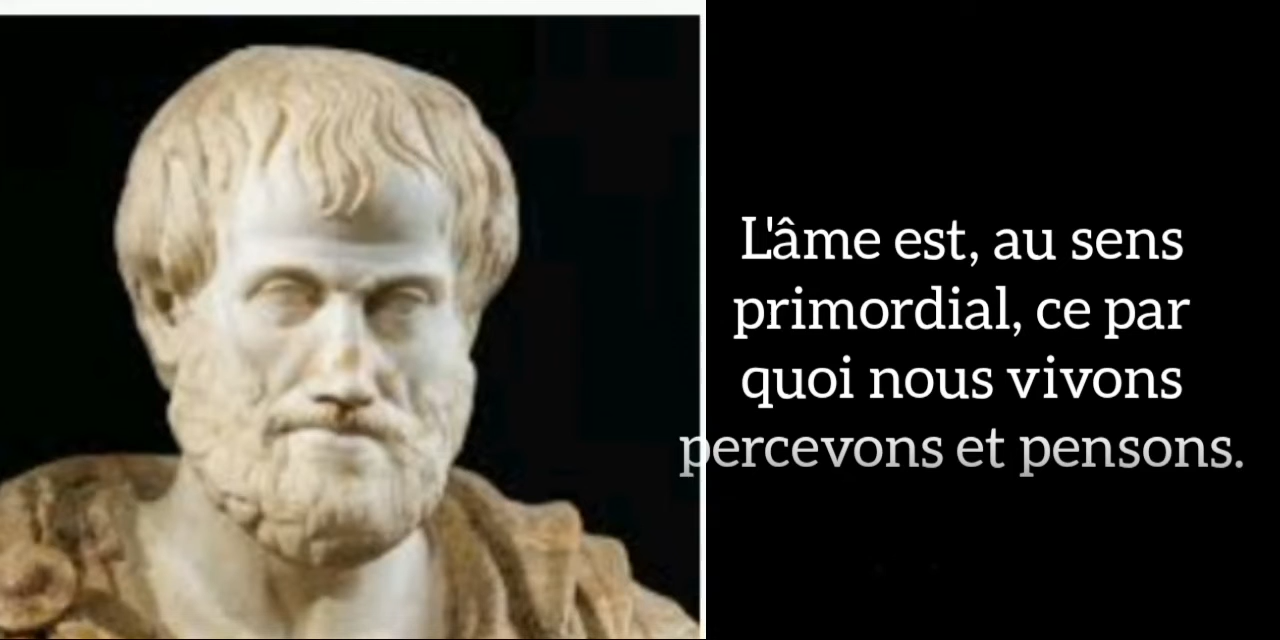 L'âme est, au sens
primordial, ce par
quoi nous vivons
percevons et pensons.